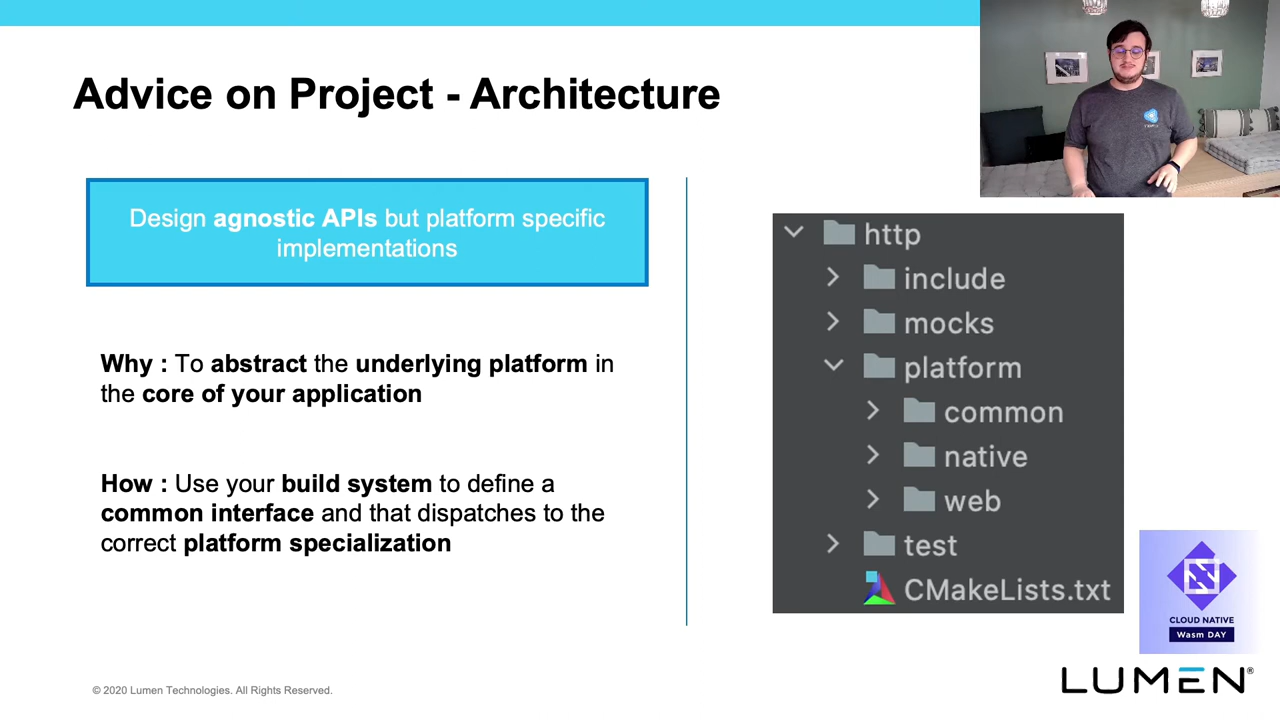 Advice on Project - Architecture
Design agnostic APIs but platform specific
implementations
Why : To abstract the underlying platform in
the core of your application
How : Use your build system to define a
common interface and that dispatches to the
correct platform specialization
http
include
mocks
platform
common
native
web
test
CMakeLists.txt
CLOUD NATIVE
Wasm DAY
© 2020 Lumen Technologies. All Rights Reserved.
LUMEN®